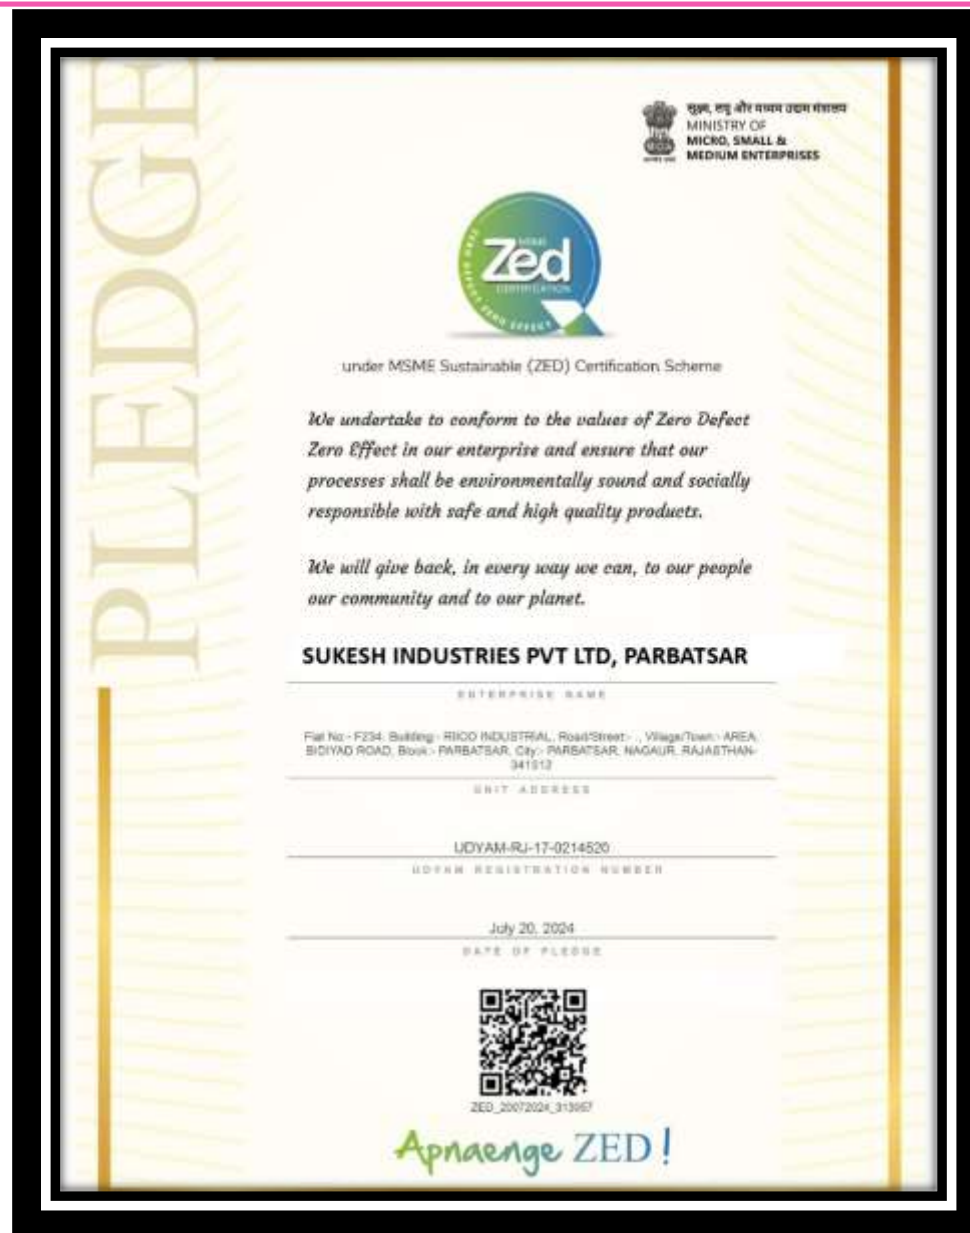 PLEDGE
सूक्ष्म, लघु और मध्यम उद्यम मंत्रालय
MINISTRY OF
MICRO, SMALL &
MEDIUM ENTERPRISES
MSME
Zed
CERTIFICATION
ZERO DEFECT ZERO EFFECT
under MSME Sustainable (ZED) Certification Scheme
We undertake to conform to the values of Zero Defect
Zero Effect in our enterprise and ensure that our
processes shall be environmentally sound and socially
responsible with safe and high quality products.
We will give back, in every way we can, to our people
our community and to our planet.
SUKESH INDUSTRIES PVT LTD, PARBATSAR
ENTERPRISE NAME
Flat No:- F234, Building:- RIICO INDUSTRIAL, Road/Street:- ., Village/Town:- AREA,
BIDIYAD ROAD, Block:- PARBATSAR, City:- PARBATSAR, NAGAUR, RAJASTHAN-
341512
UNIT ADDRESS
UDYAM-RJ-17-0214520
UDYAM REGISTRATION NUMBER
July 20, 2024
DATE OF PLEDGE
ZED_20072024_313957
Apnaenge ZED!